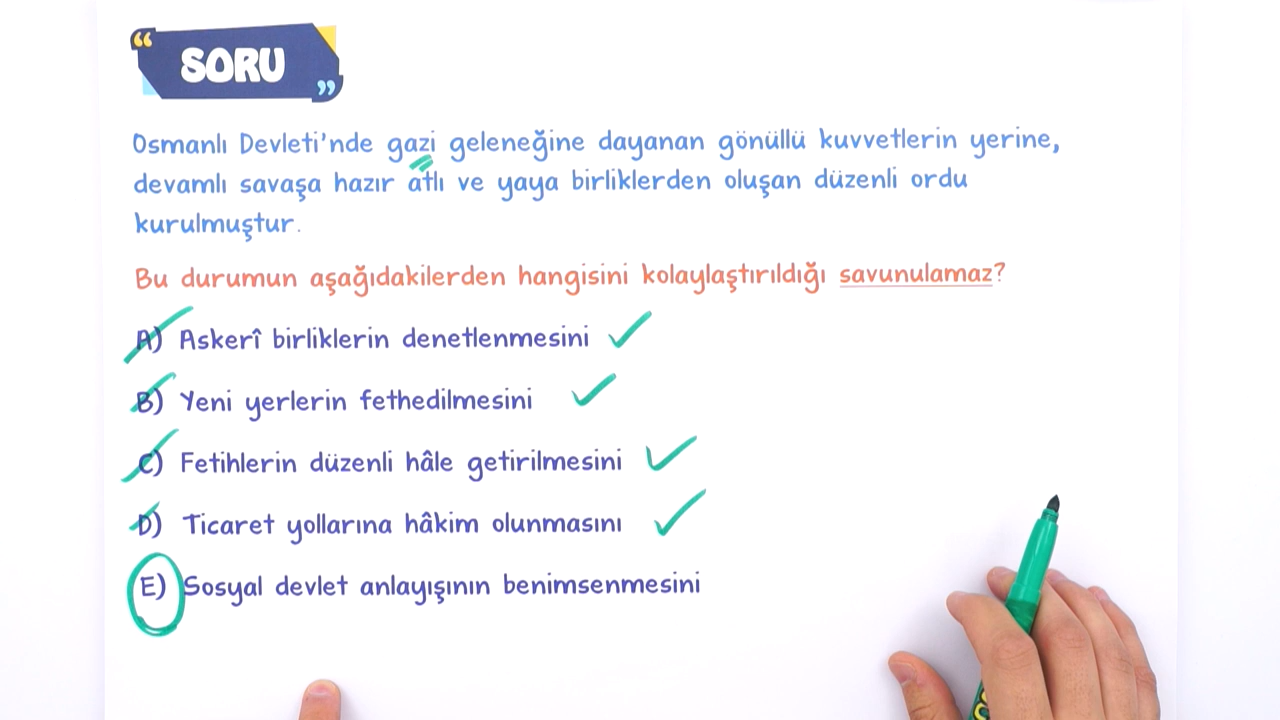 SORU
Osmanlı Devleti'nde gazi geleneğine dayanan gönüllü kuvvetlerin yerine,
devamlı savaşa hazır atlı ve yaya birliklerden oluşan düzenli ordu
kurulmuştur.
Bu durumun aşağıdakilerden hangisini kolaylaştırıldığı savunulamaz?
A) Askerî birliklerin denetlenmesini
B) Yeni yerlerin fethedilmesini
C) Fetihlerin düzenli hâle getirilmesini
D) Ticaret yollarına hâkim olunmasını
E) Sosyal devlet anlayışının benimsenmesini